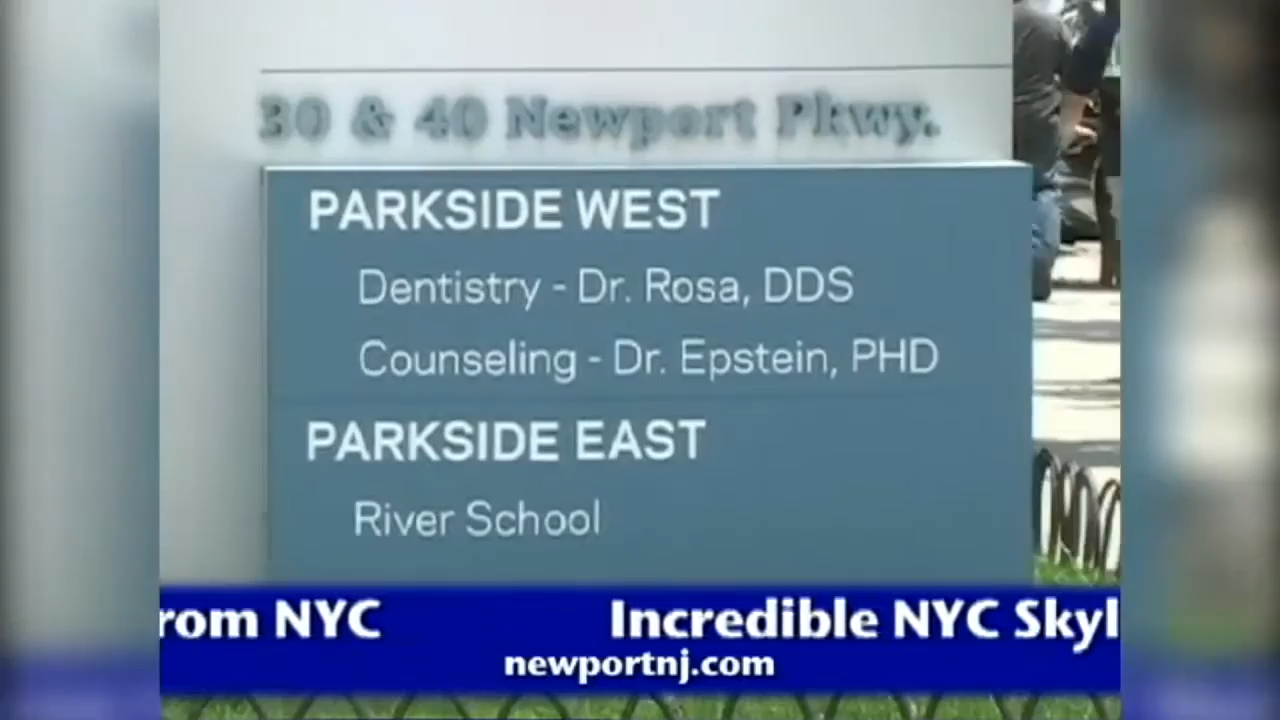 30 & 40 Newport Pkwy.
PARKSIDE WEST
Dentistry - Dr. Rosa, DDS
Counseling - Dr. Epstein, PHD
PARKSIDE EAST
River School
rom NYC Incredible NYC Skyl
newportnj.com